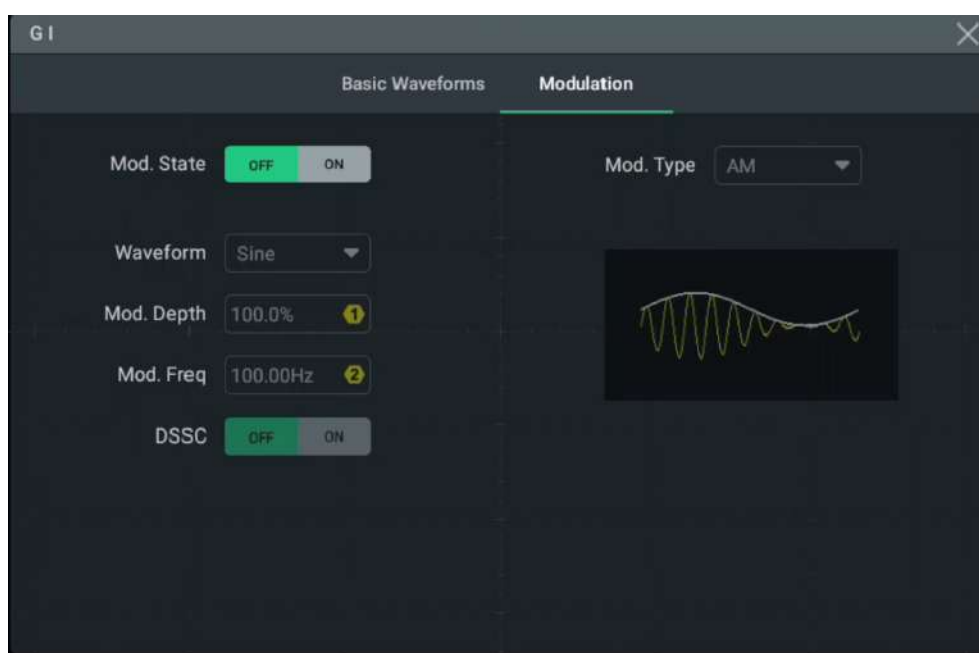 GI
Basic Waveforms Modulation
Mod. State OFF ON Mod. Type AM
Waveform Sine
Mod. Depth 100.0% 1
Mod. Freq 100.00Hz 2
DSSC OFF ON